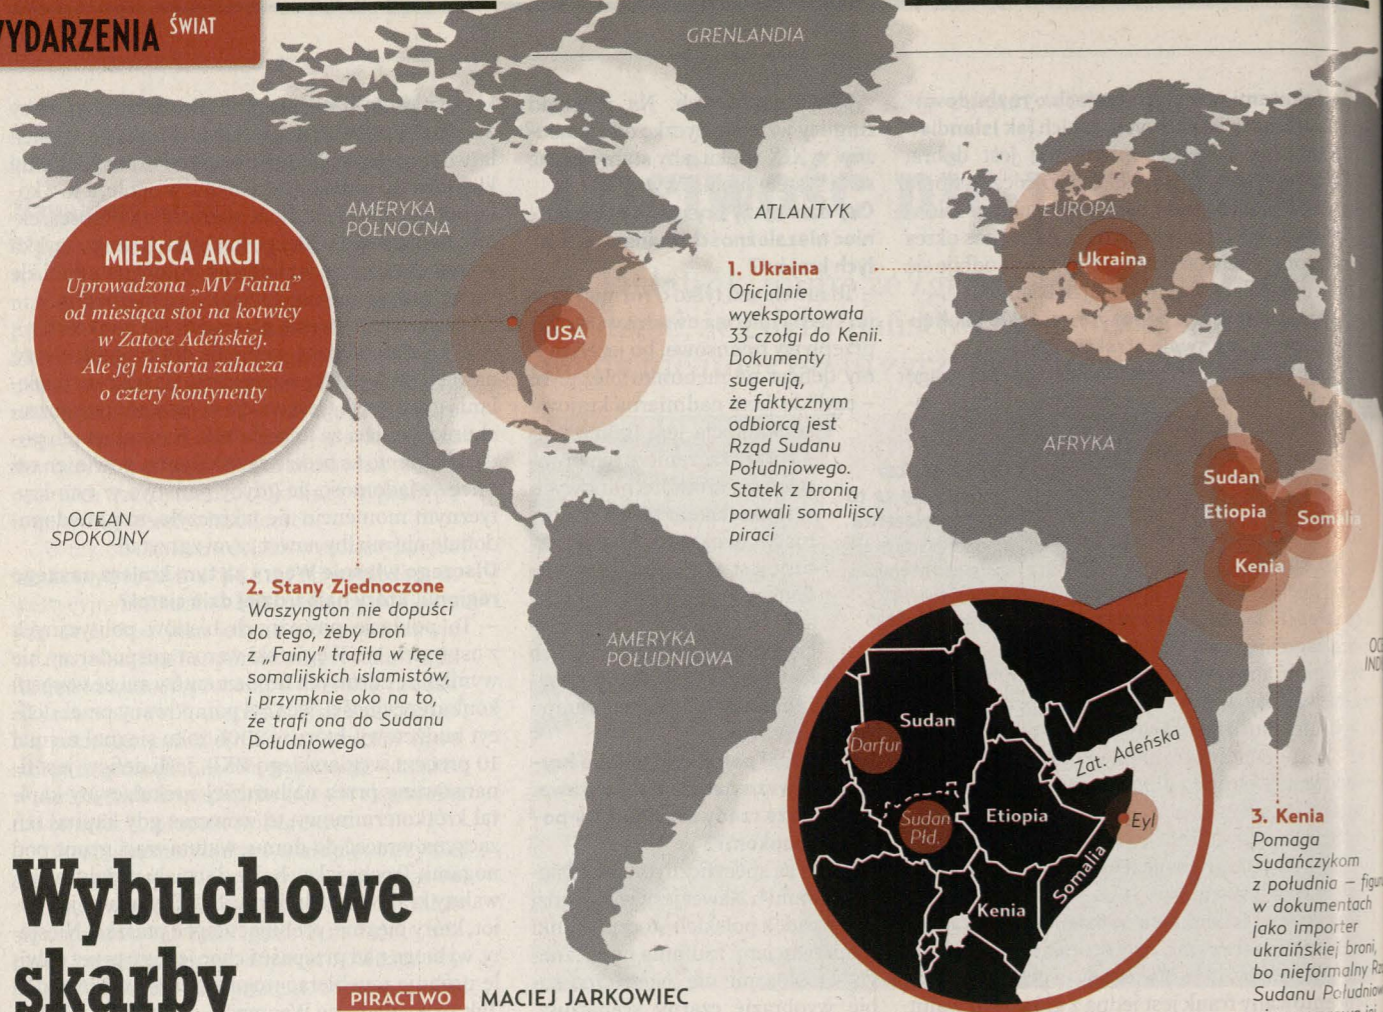 WYDARZENIA ŚWIAT
GRENLANDIA
AMERYKA
PÓŁNOCNA
ATLANTYK
EUROPA
Ukraina
USA
MIEJSCA AKCJI
Uprowadzona „MV Faina”
od miesiąca stoi na kotwicy
w Zatoce Adeńskiej.
Ale jej historia zahacza
o cztery kontynenty
1. Ukraina
Oficjalnie
wyeksportowała
33 czołgi do Kenii.
Dokumenty
sugerują,
że faktycznym
odbiorcą jest
Rząd Sudanu
Południowego.
Statek z bronią
porwali somalijscy
piraci
AFRYKA
Sudan
Etiopia
Somalia
Kenia
OCEAN
SPOKOJNY
2. Stany Zjednoczone
Waszyngton nie dopuści
do tego, żeby broń
z „Fainy” trafiła w ręce
somalijskich islamistów,
i przymknie oko na to,
że trafi ona do Sudanu
Południowego
AMERYKA
POŁUDNIOWA
Sudan
Darfur
Zat. Adeńska
Sudan
Płd.
Etiopia
Eyl
Somalia
Kenia
3. Kenia
Pomaga
Sudańczykom
z południa – figu
w dokumentach
jako importer
ukraińskiej broni,
bo nieformalny Rz
Sudanu Południow
Wybuchowe
skarby
PIRACTWO MACIEJ JARKOWIEC